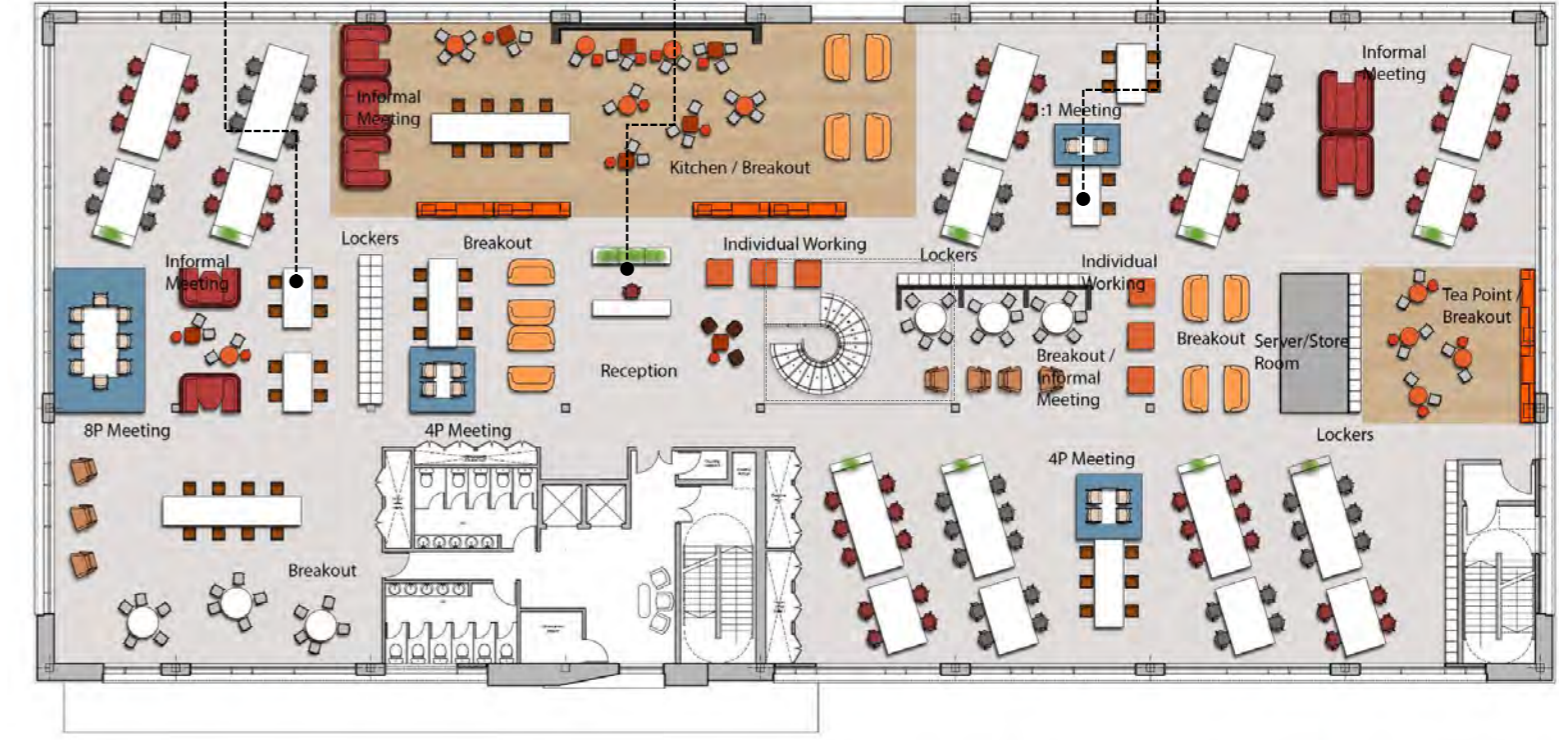 Informal
Meeting
Informal
Meeting
:1 Meeting
Kitchen / Breakout
Lockers
Breakout
Individual Working
Lockers
Informal
Meeting
Individual
Working
Tea Point /
Breakout
Breakout
Server/Store
Room
Reception
Breakout /
Informal
Meeting
8P Meeting
4P Meeting
Lockers
4P Meeting
Breakout